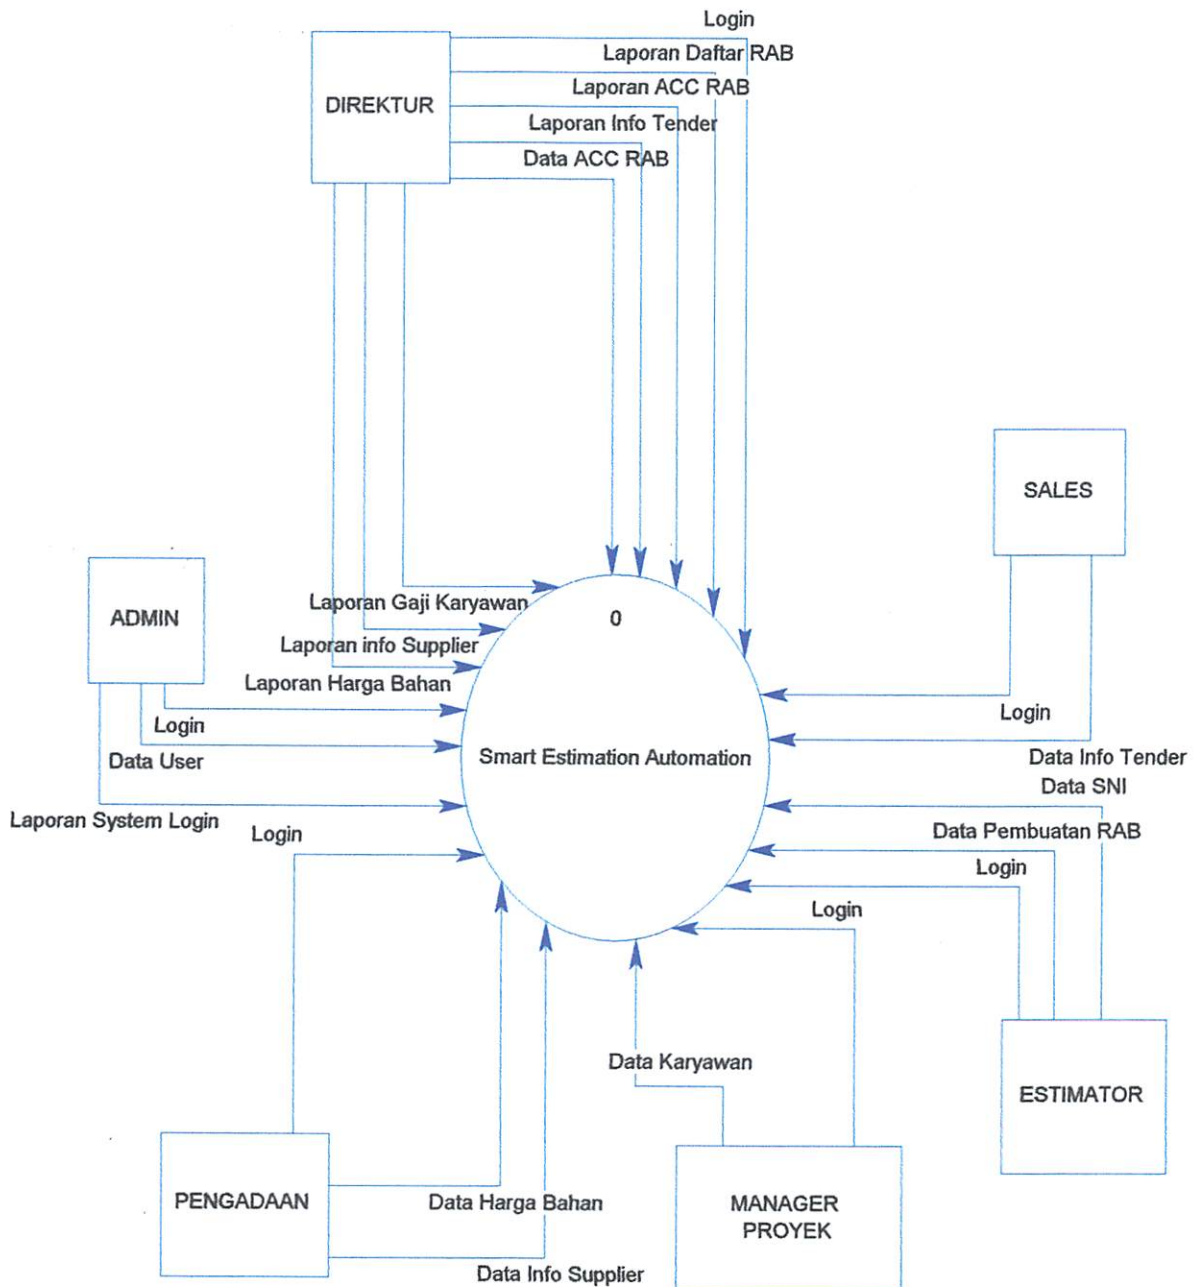 Login
Laporan Daftar RAB
DIREKTUR
Laporan ACC RAB
Laporan Info Tender
Data ACC RAB
SALES
ADMIN
Laporan Gaji Karyawan
0
Laporan info Supplier
Laporan Harga Bahan
Login
Login
Data User
Smart Estimation Automation
Data Info Tender
Data SNI
Laporan System Login
Login
Data Pembuatan RAB
Login
Login
Data Karyawan
ESTIMATOR
PENGADAAN
Data Harga Bahan
MANAGER
PROYEK
Data Info Supplier